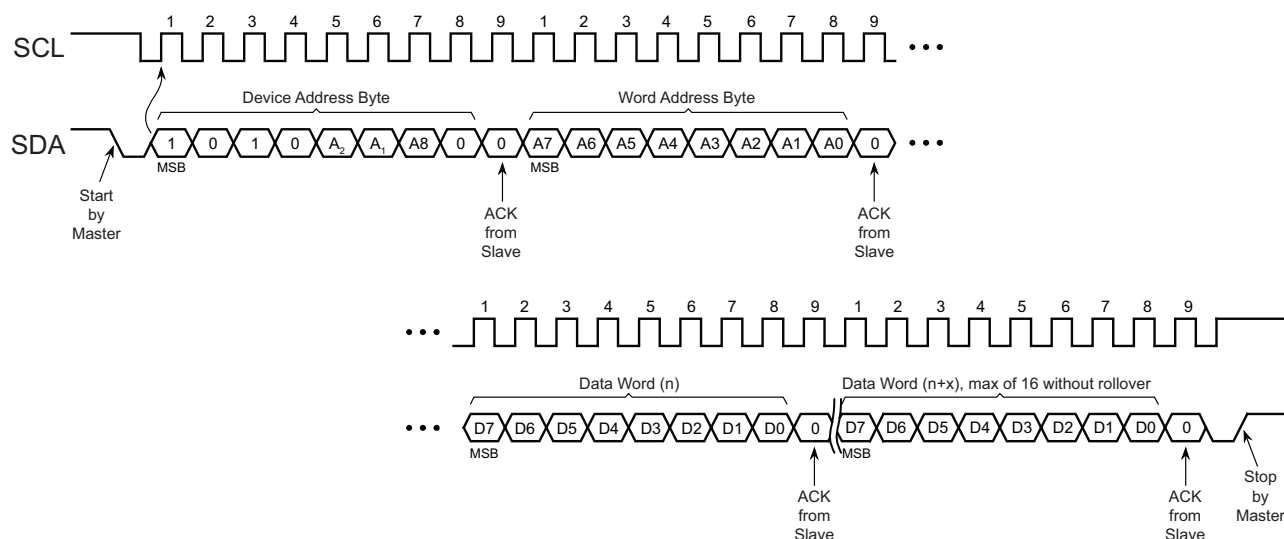 1 2 3 4 5 6 7 8 9 1 2 3 4 5 6 7 8 9
SCL
Device Address Byte Word Address Byte
SDA 1 0 1 0 A2 A1 A8 0 0 A7 A6 A5 A4 A3 A2 A1 A0 0
MSB MSB
Start
by
Master
ACK
from
Slave
ACK
from
Slave
1 2 3 4 5 6 7 8 9 1 2 3 4 5 6 7 8 9
Data Word (n) Data Word (n+x), max of 16 without rollover
D7 D6 D5 D4 D3 D2 D1 D0 0 D7 D6 D5 D4 D3 D2 D1 D0 0
MSB MSB
ACK
from
Slave
ACK
from
Slave
Stop
by
Master